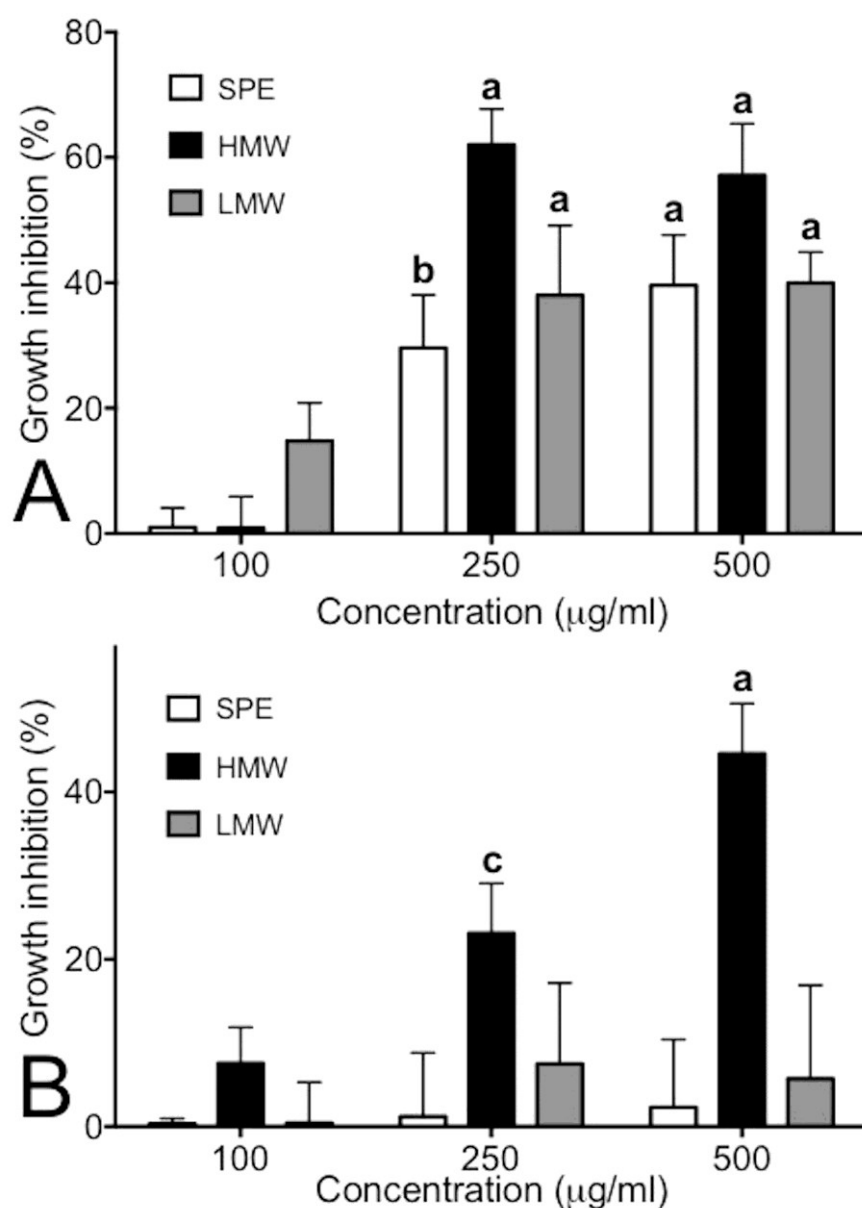 80
60
40
20
0
Growth inhibition (%)
SPE
HMW
LMW
b
a
a
a
a
a
A
100 250 500
Concentration (μg/ml)
40
20
0
Growth inhibition (%)
SPE
HMW
LMW
c
a
B
100 250 500
Concentration (μg/ml)